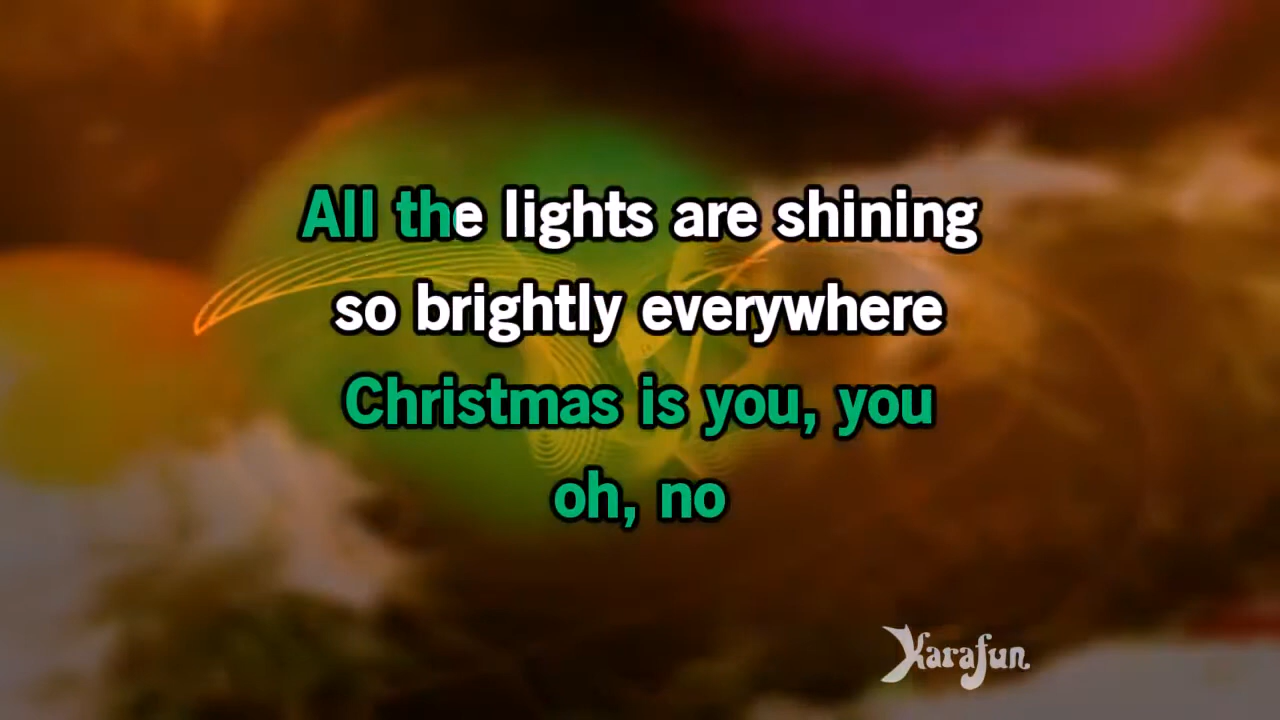 All the lights are shining
so brightly everywhere
Christmas is you, you
oh, no
Karafun